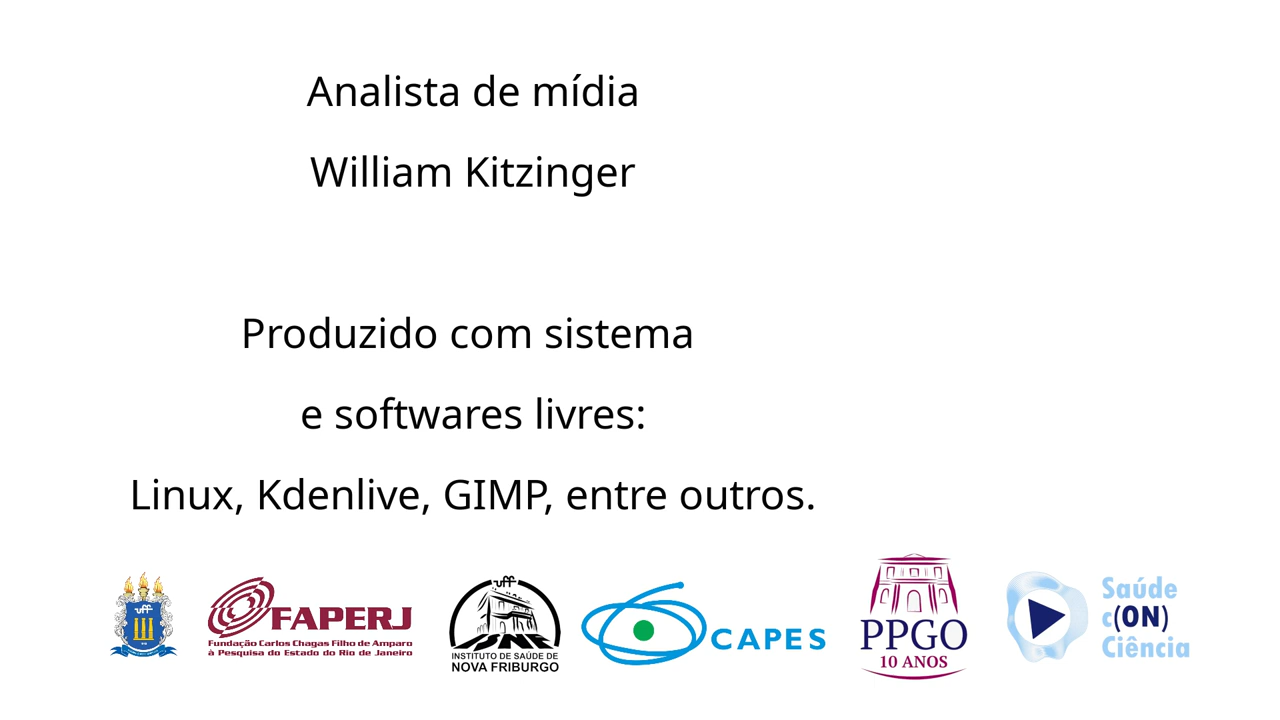 Analista de mídia
William Kitzinger
Produzido com sistema
e softwares livres:
Linux, Kdenlive, GIMP, entre outros.
uff
FAPERJ
Fundação Carlos Chagas Filho de Amparo
à Pesquisa do Estado do Rio de Janeiro
uff
ISNF
INSTITUTO DE SAÚDE DE
NOVA FRIBURGO
CAPES
PPGO
10 ANOS
Saúde
c(ON)
Ciência